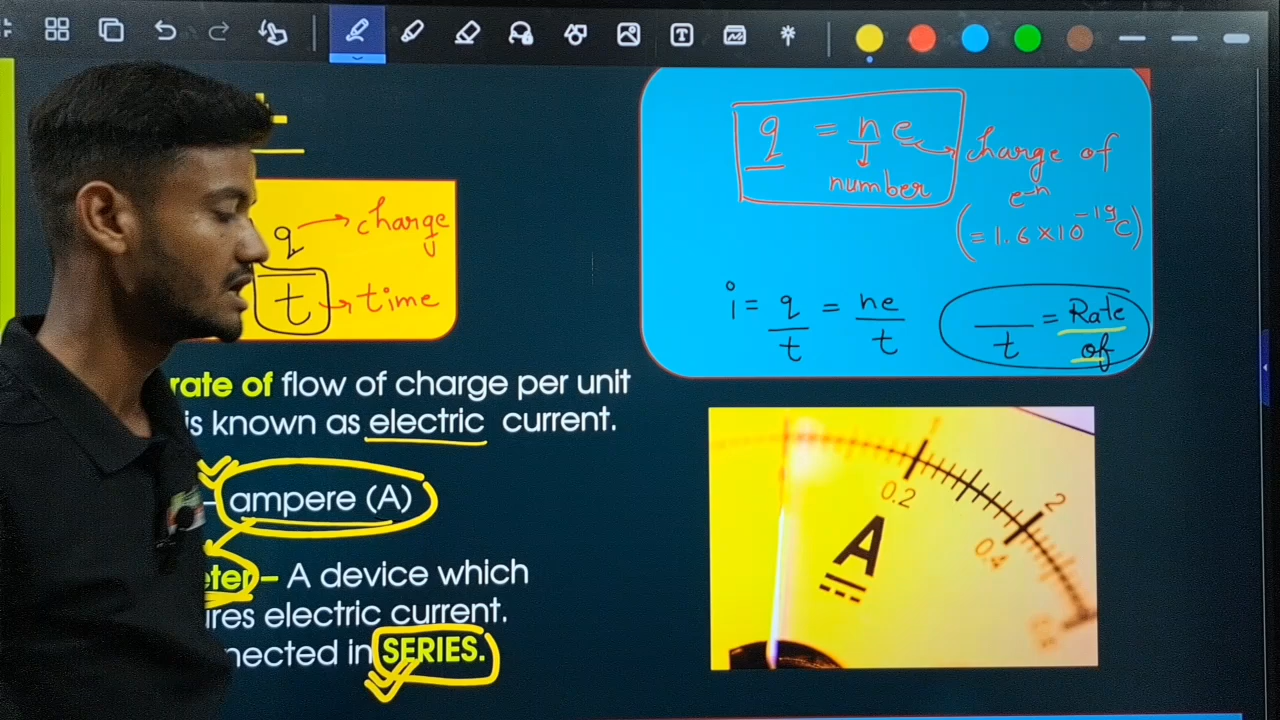 q → charge
t → time
rate of flow of charge per unit
is known as electric current.
– ampere (A)
eter – A device which
ires electric current.
nected in SERIES.
q = n e → charge of
number
e-n
(= 1.6 × 10⁻¹⁹ C)
i = q/t = ne/t
/t = Rate
of
1
0.2
2
0.4
A